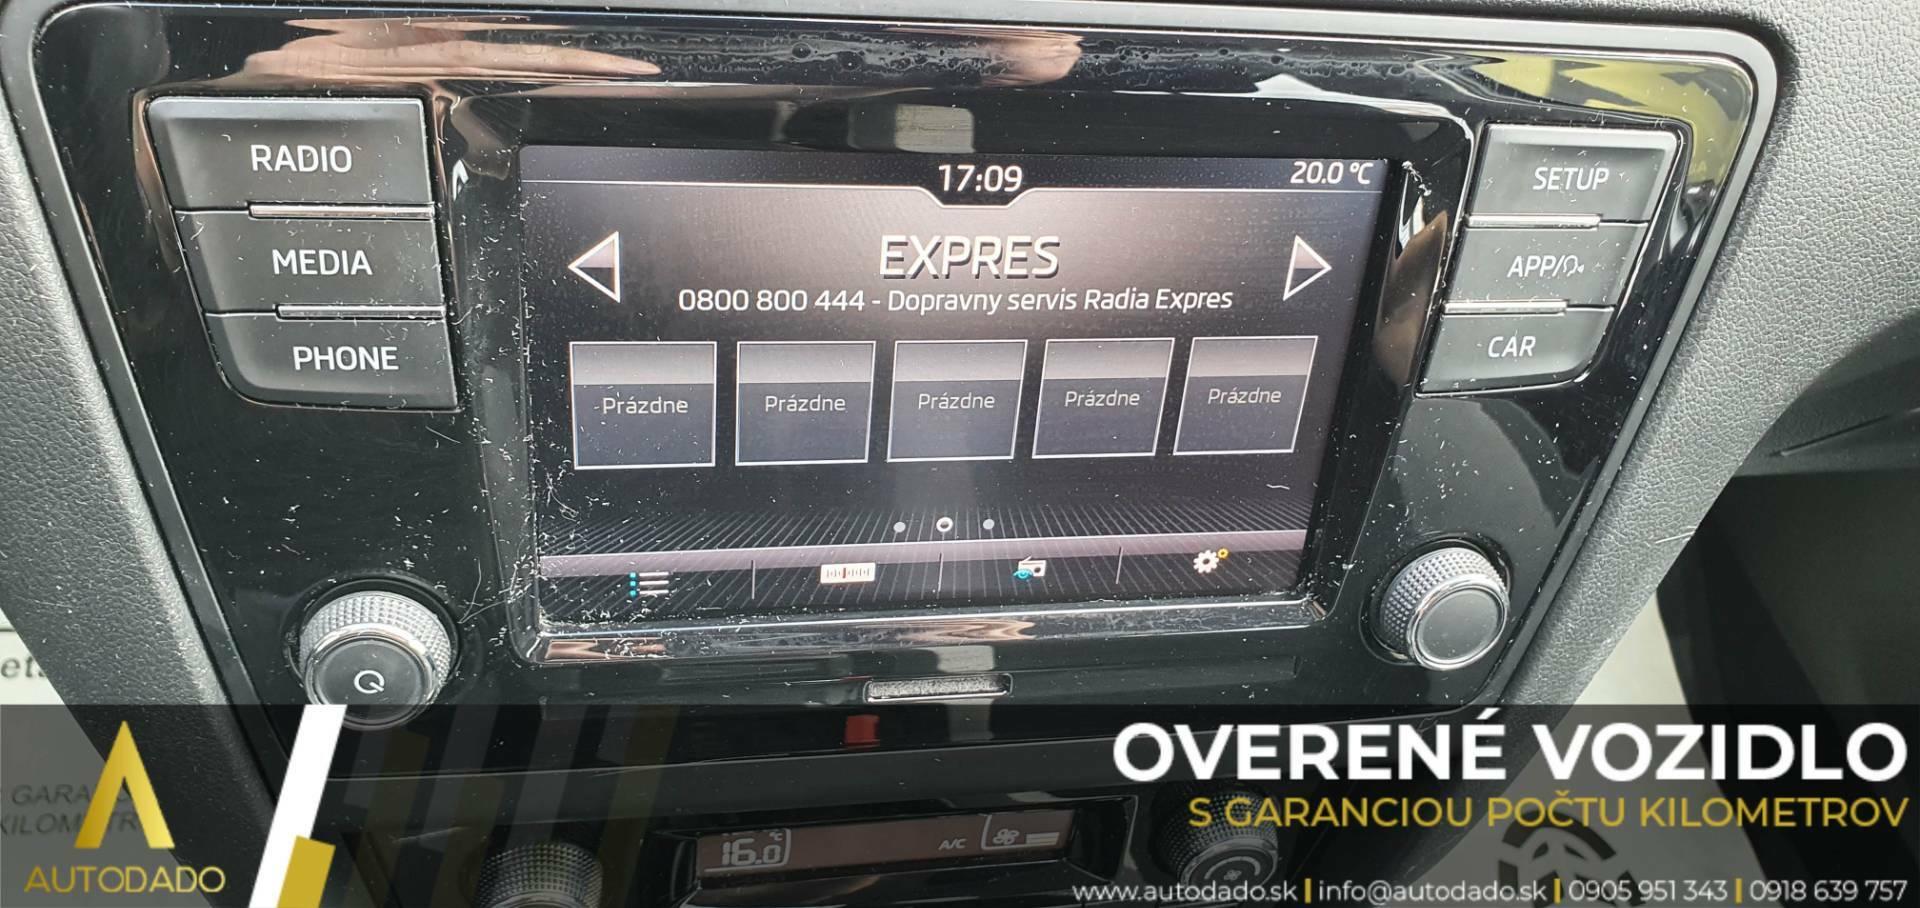 RADIO
MEDIA
PHONE
17:09
20.0 °C
EXPRES
0800 800 444 - Dopravny servis Radia Expres
Prázdne
Prázdne
Prázdne
Prázdne
Prázdne
SETUP
APP/
CAR
16.0
°C
A/C
AUTODADO
OVERENÉ VOZIDLO
S GARANCIOU POČTU KILOMETROV
www.autodado.sk | info@autodado.sk | 0905 951 343 | 0918 639 757